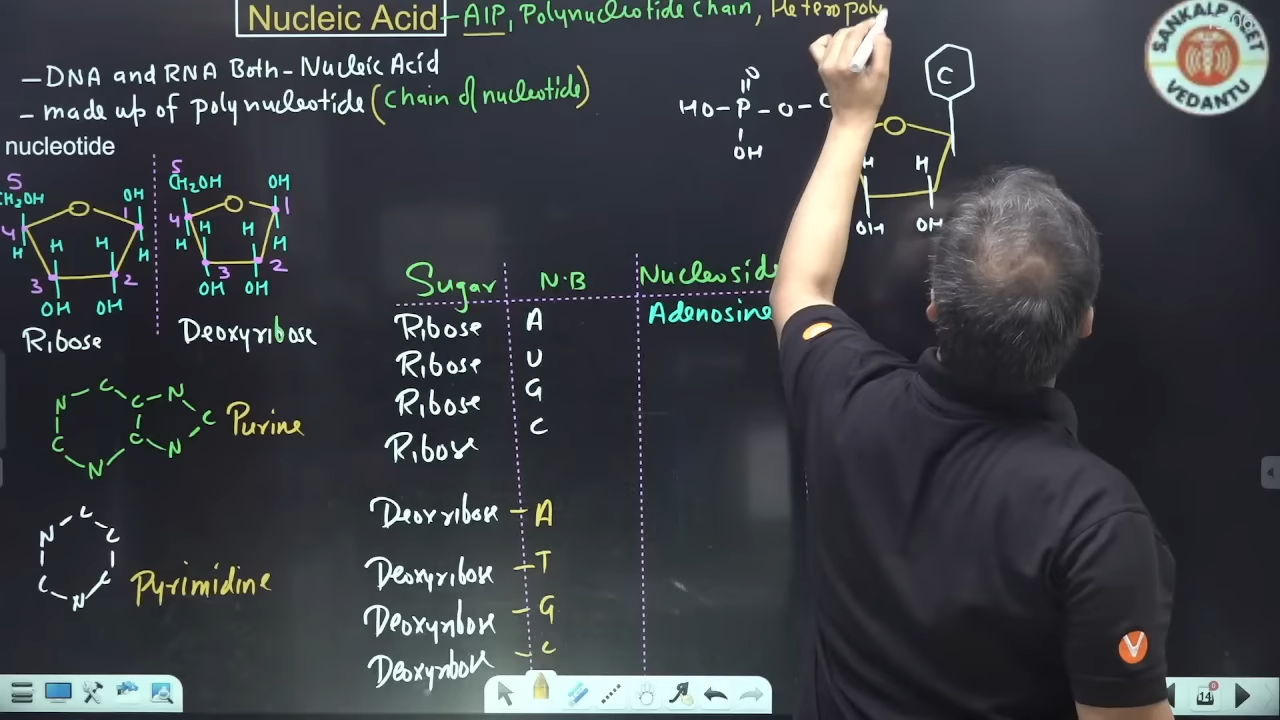 Nucleic Acid - AIP, Polynucleotide chain, Heteropoly
- DNA and RNA Both - Nucleic Acid
- made up of polynucleotide (Chain of nucleotide)
nucleotide
5
CH₂OH
OH
O
4
1
H
H
H
H
3
2
OH
OH
Ribose
5
CH₂OH
OH
O
4
1
H
H
H
H
3
2
OH
OH
Deoxyribose
O
HO-P-O-C
OH
C
O
H
H
OH
OH
SANKALP NEET
VEDANTU
Sugar N.B Nucleosid
Ribose A Adenosine
Ribose U
Ribose G
Ribose C
Deoxribose - A
Deoxyribose - T
Deoxyribose - G
Deoxyribose - C
C
N
C
N
C
C
C
N
N
Purine
C
N
C
C
C
N
Pyrimidine
14